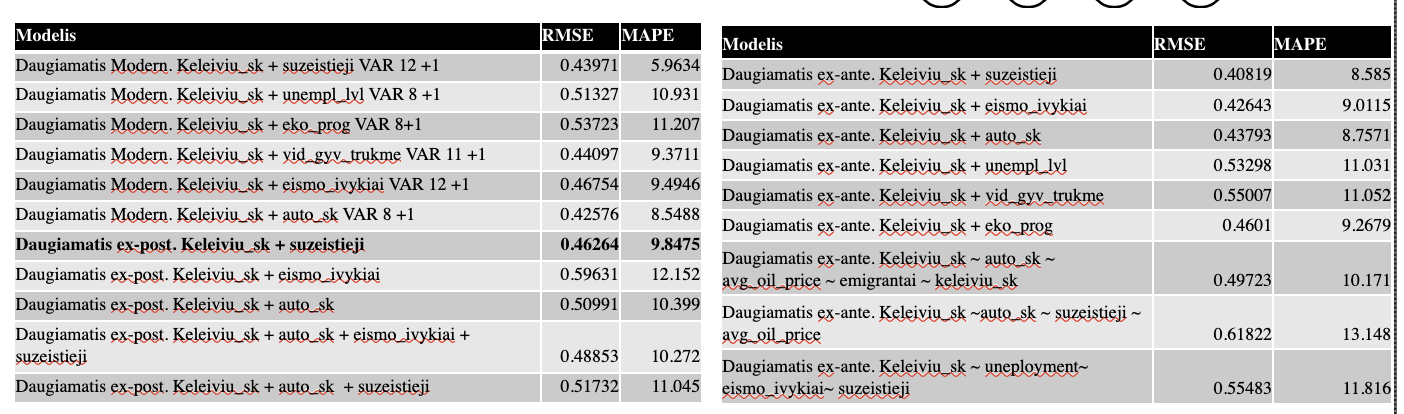 Modelis RMSE MAPE
Daugiamatis Modern. Keleiviu_sk + suzeistieji VAR 12 +1 0.43971 5.9634
Daugiamatis Modern. Keleiviu_sk + unempl_lvl VAR 8 +1 0.51327 10.931
Daugiamatis Modern. Keleiviu_sk + eko_prog VAR 8+1 0.53723 11.207
Daugiamatis Modern. Keleiviu_sk + vid_gyv_trukme VAR 11 +1 0.44097 9.3711
Daugiamatis Modern. Keleiviu_sk + eismo_ivykiai VAR 12 +1 0.46754 9.4946
Daugiamatis Modern. Keleiviu_sk + auto_sk VAR 8 +1 0.42576 8.5488
Daugiamatis ex-post. Keleiviu_sk + suzeistieji 0.46264 9.8475
Daugiamatis ex-post. Keleiviu_sk + eismo_ivykiai 0.59631 12.152
Daugiamatis ex-post. Keleiviu_sk + auto_sk 0.50991 10.399
Daugiamatis ex-post. Keleiviu_sk + auto_sk + eismo_ivykiai +
suzeistieji 0.48853 10.272
Daugiamatis ex-post. Keleiviu_sk + auto_sk + suzeistieji 0.51732 11.045
Modelis RMSE MAPE
Daugiamatis ex-ante. Keleiviu_sk + suzeistieji 0.40819 8.585
Daugiamatis ex-ante. Keleiviu_sk + eismo_ivykiai 0.42643 9.0115
Daugiamatis ex-ante. Keleiviu_sk + auto_sk 0.43793 8.7571
Daugiamatis ex-ante. Keleiviu_sk + unempl_lvl 0.53298 11.031
Daugiamatis ex-ante. Keleiviu_sk + vid_gyv_trukme 0.55007 11.052
Daugiamatis ex-ante. Keleiviu_sk + eko_prog 0.4601 9.2679
Daugiamatis ex-ante. Keleiviu_sk ~ auto_sk ~
avg_oil_price ~ emigrantai ~ keleiviu_sk 0.49723 10.171
Daugiamatis ex-ante. Keleiviu_sk ~auto_sk ~ suzeistieji ~
avg_oil_price 0.61822 13.148
Daugiamatis ex-ante. Keleiviu_sk ~ uneployment~
eismo_ivykiai~ suzeistieji 0.55483 11.816